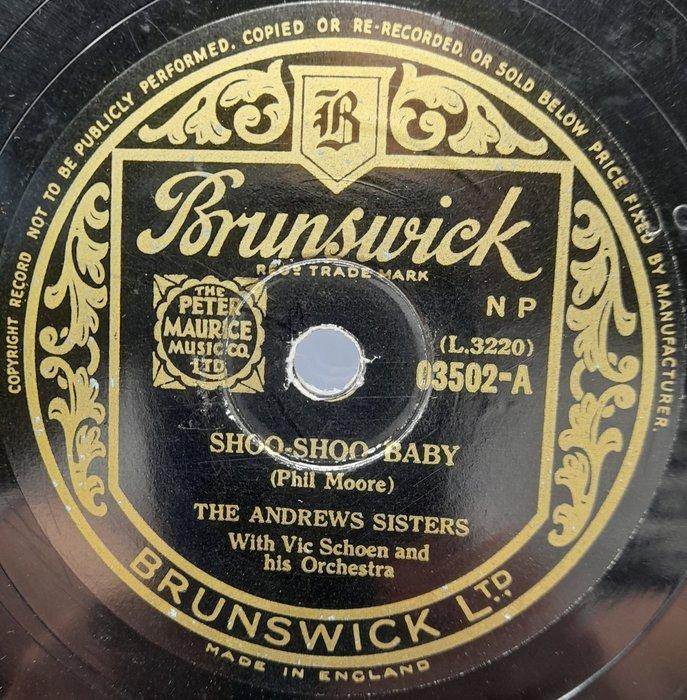 COPYRIGHT RECORD NOT TO BE PUBLICLY PERFORMED, COPIED OR RE-RECORDED, OR SOLD BELOW PRICE FIXED BY MANUFACTURER.
B
Brunswick
REGD TRADE MARK
THE
PETER
MAURICE
MUSIC CO.
LTD
N P
(L.3220)
03502-A
SHOO-SHOO BABY
(Phil Moore)
THE ANDREWS SISTERS
With Vic Schoen and
his Orchestra
BRUNSWICK LTD.,
MADE IN ENGLAND